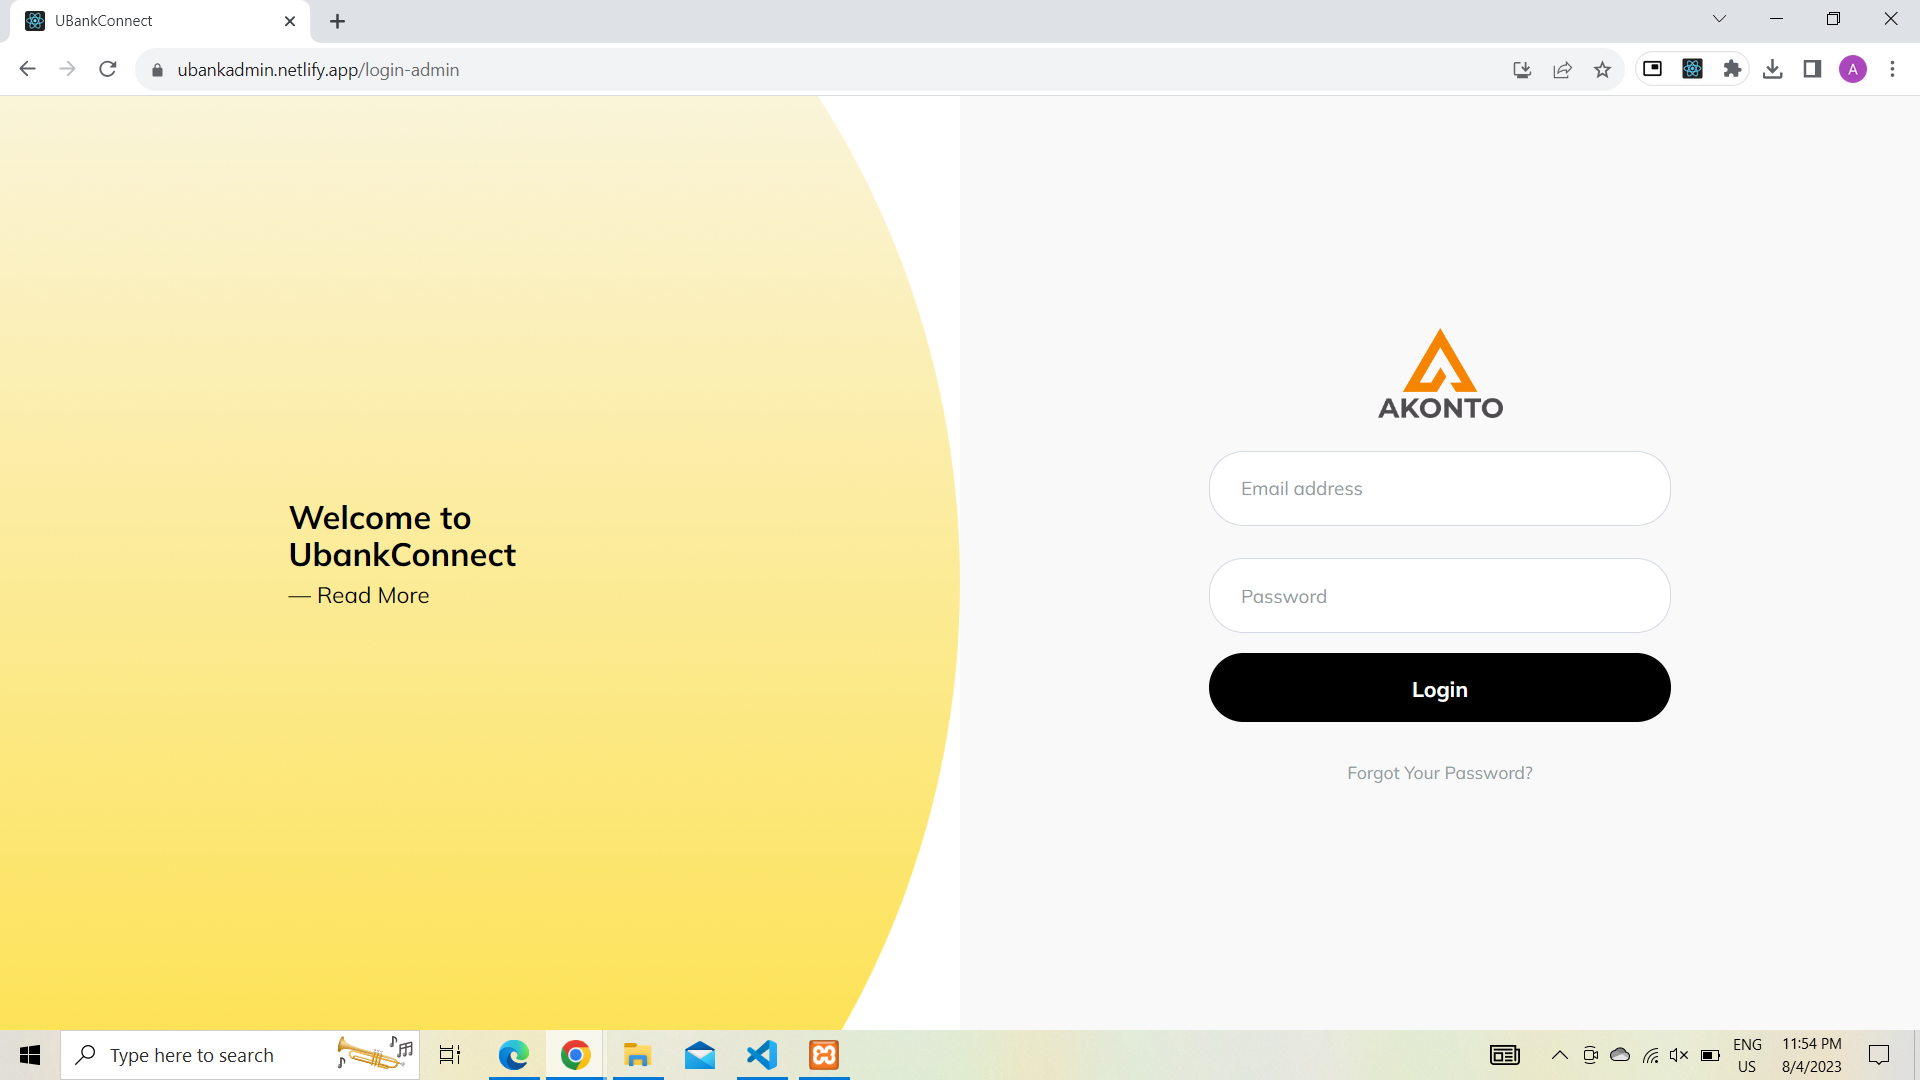 UBankConnect
ubankadmin.netlify.app/login-admin
A
Welcome to
UbankConnect
— Read More
AKONTO
Email address
Password
Login
Forgot Your Password?
Type here to search
ENG
US
11:54 PM
8/4/2023